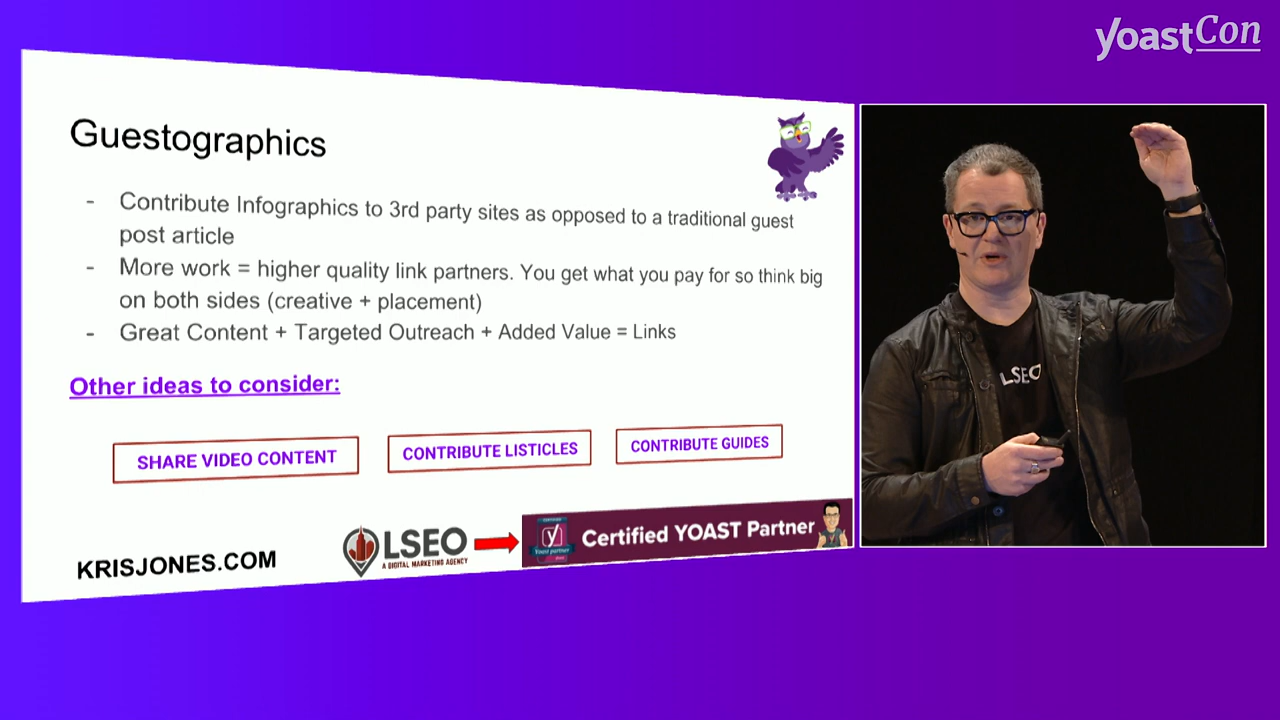 yoastCon
Guestographics
- Contribute Infographics to 3rd party sites as opposed to a traditional guest
post article
- More work = higher quality link partners. You get what you pay for so think big
on both sides (creative + placement)
- Great Content + Targeted Outreach + Added Value = Links
Other ideas to consider:
SHARE VIDEO CONTENT
CONTRIBUTE LISTICLES
CONTRIBUTE GUIDES
KRISJONES.COM
LSEO
A DIGITAL MARKETING AGENCY
y
Yoast partner
Certified YOAST Partner
LSEO